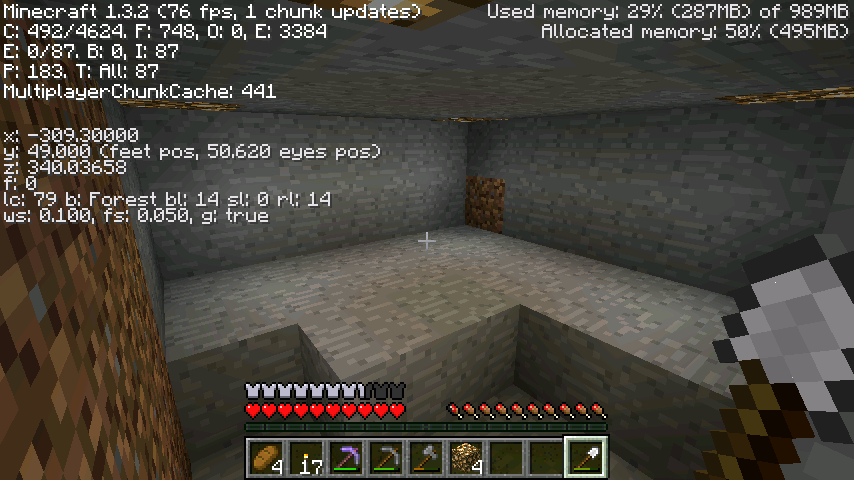 Minecraft 1.3.2 (76 fps, 1 chunk updates)
Used memory: 29% (287MB) of 989MB
C: 492/4624. F: 748, O: 0, E: 3384
Allocated memory: 50% (495MB)
E: 0/87. B: 0, I: 87
P: 183. T: All: 87
MultiplayerChunkCache: 441
x: -309.30000
y: 49.000 (feet pos, 50.620 eyes pos)
z: 340.03658
f: 0
lc: 79 b: Forest bl: 14 sl: 0 rl: 14
ws: 0.100, fs: 0.050, g: true
4
17
4